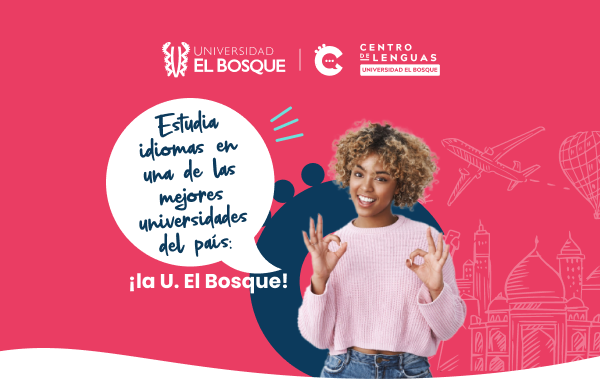 UNIVERSIDAD
EL BOSQUE
CENTRO
DE LENGUAS
UNIVERSIDAD EL BOSQUE
Estudia
idiomas en
una de las
mejores
universidades
del país:
¡la U. El Bosque!